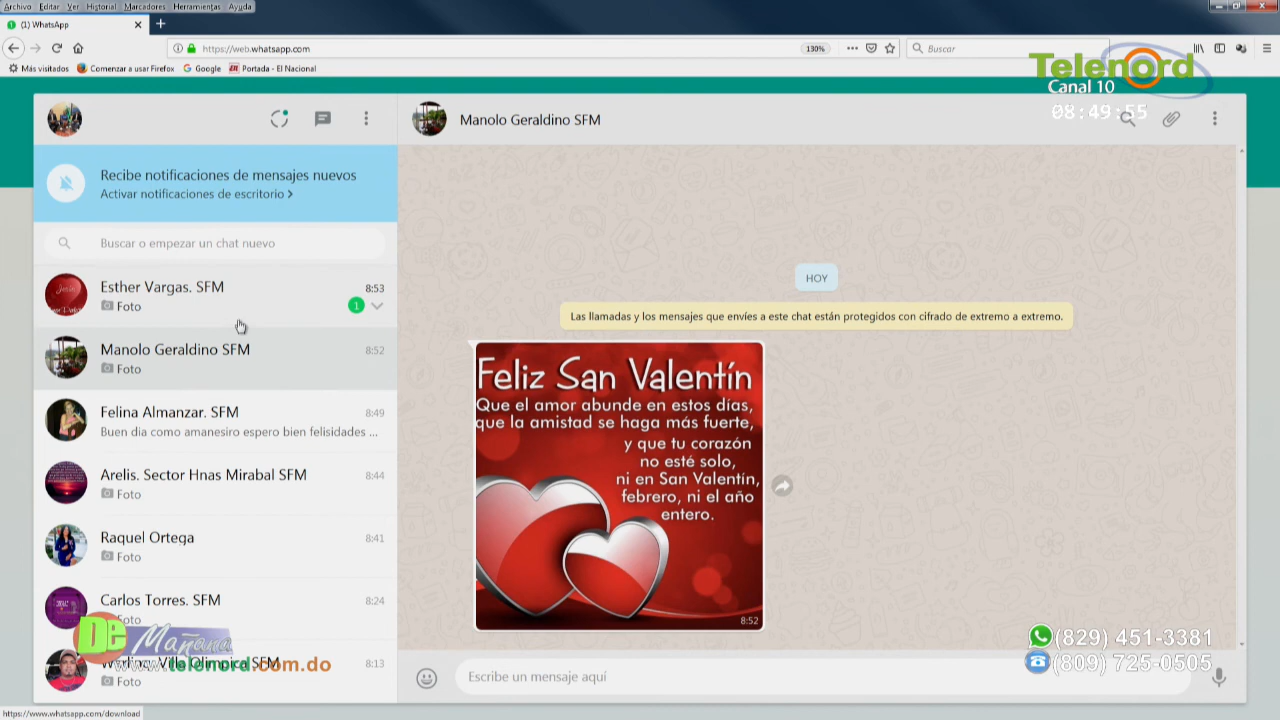 Archivo Editar Ver Historial Marcadores Herramientas Ayuda
(1) WhatsApp
https://web.whatsapp.com
130%
Buscar
Más visitados
Comenzar a usar Firefox
Google
Portada - El Nacional
Telenord
Canal 10
08:49:55
Manolo Geraldino SFM
Recibe notificaciones de mensajes nuevos
Activar notificaciones de escritorio >
Buscar o empezar un chat nuevo
Esther Vargas. SFM
8:53
Foto
1
Manolo Geraldino SFM
8:52
Foto
Felina Almanzar. SFM
8:49
Buen dia como amanesiro espero bien felisidades ...
Arelis. Sector Hnas Mirabal SFM
8:44
Foto
Raquel Ortega
8:41
Foto
Carlos Torres. SFM
8:24
Foto
Villa Olimpica SFM
8:13
Foto
HOY
Las llamadas y los mensajes que envíes a este chat están protegidos con cifrado de extremo a extremo.
Feliz San Valentín
Que el amor abunde en estos días,
que la amistad se haga más fuerte,
y que tu corazón
no esté solo,
ni en San Valentín,
febrero, ni el año
entero.
8:52
Escribe un mensaje aquí
De Mañana
www.telenord.com.do
(829) 451-3381
(809) 725-0505
https://www.whatsapp.com/download